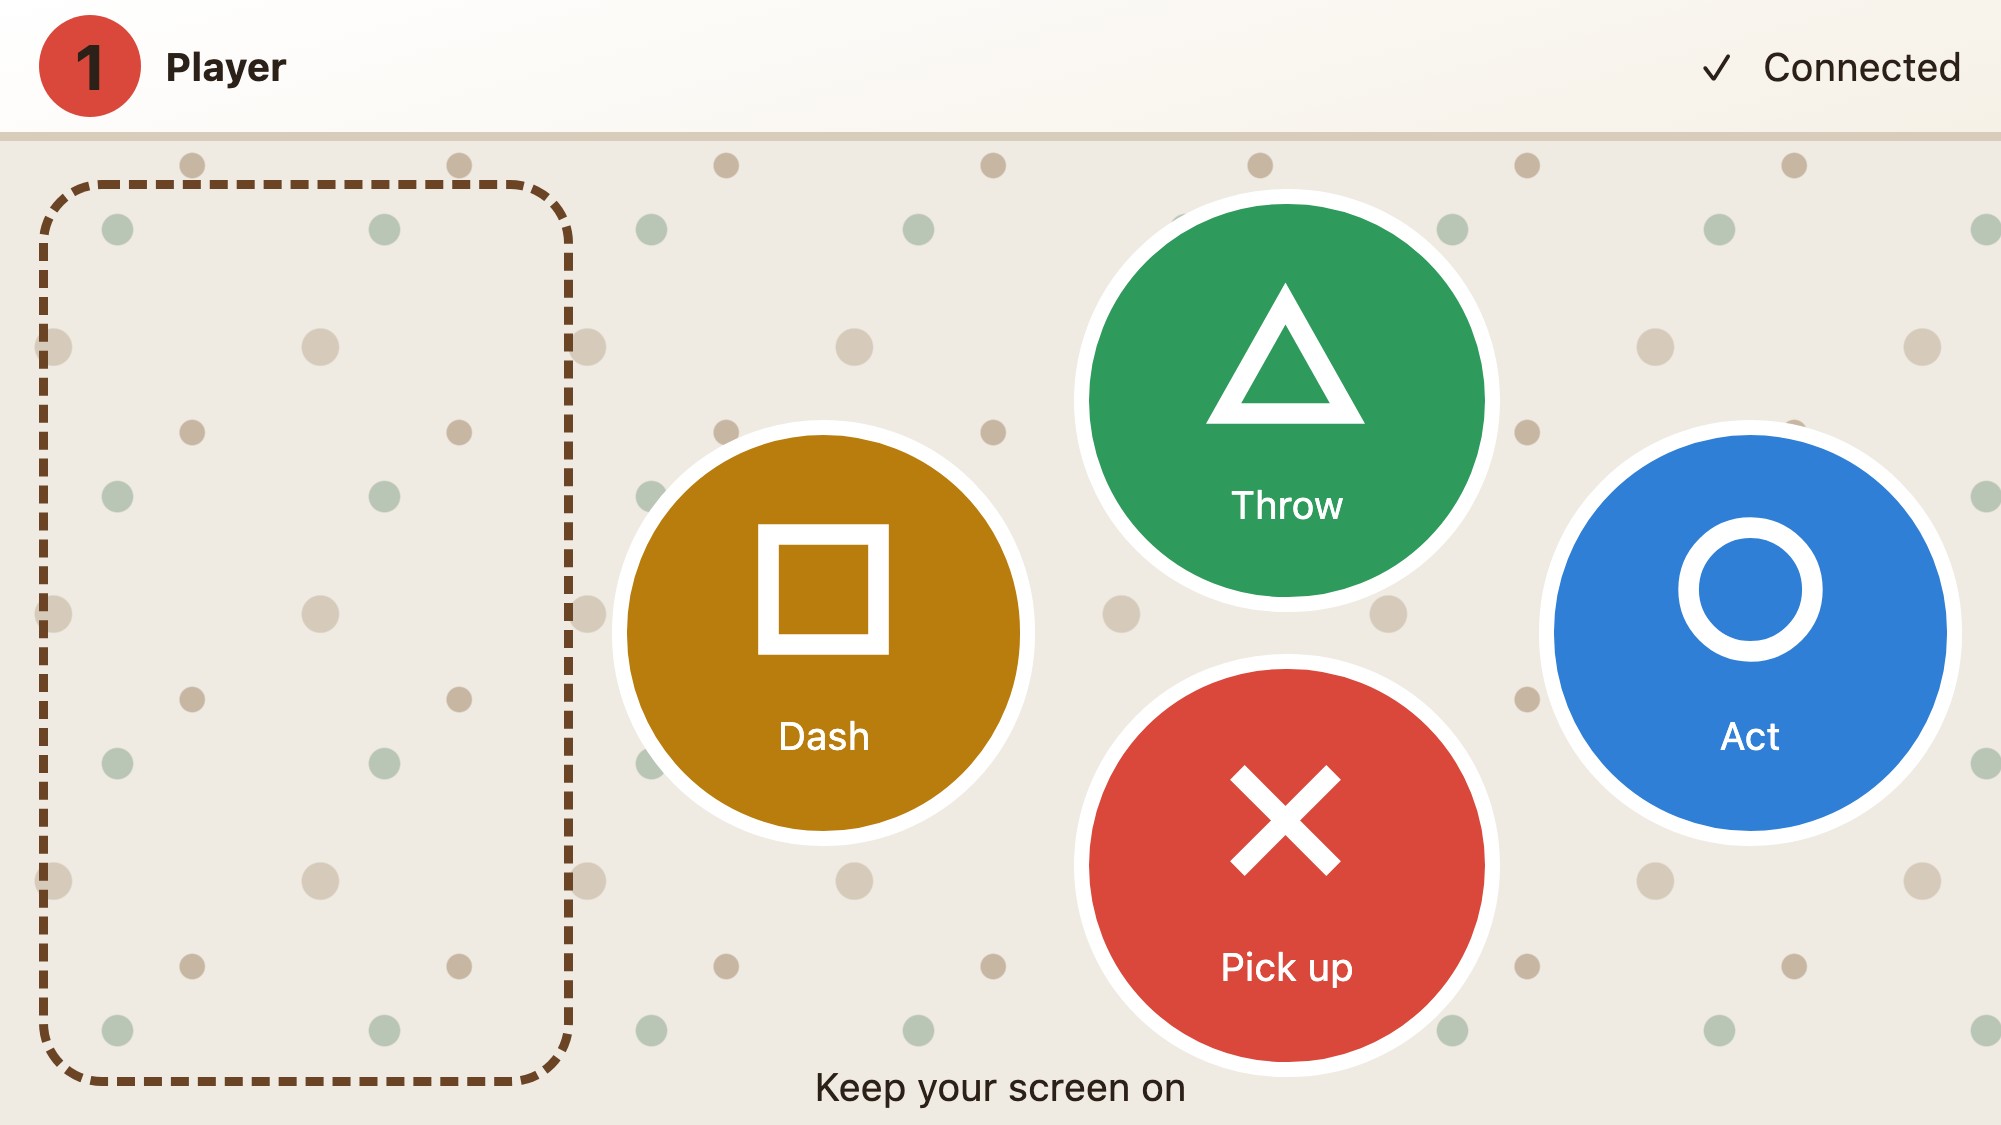 1 Player
✓ Connected
Throw
Dash
Act
Pick up
Keep your screen on